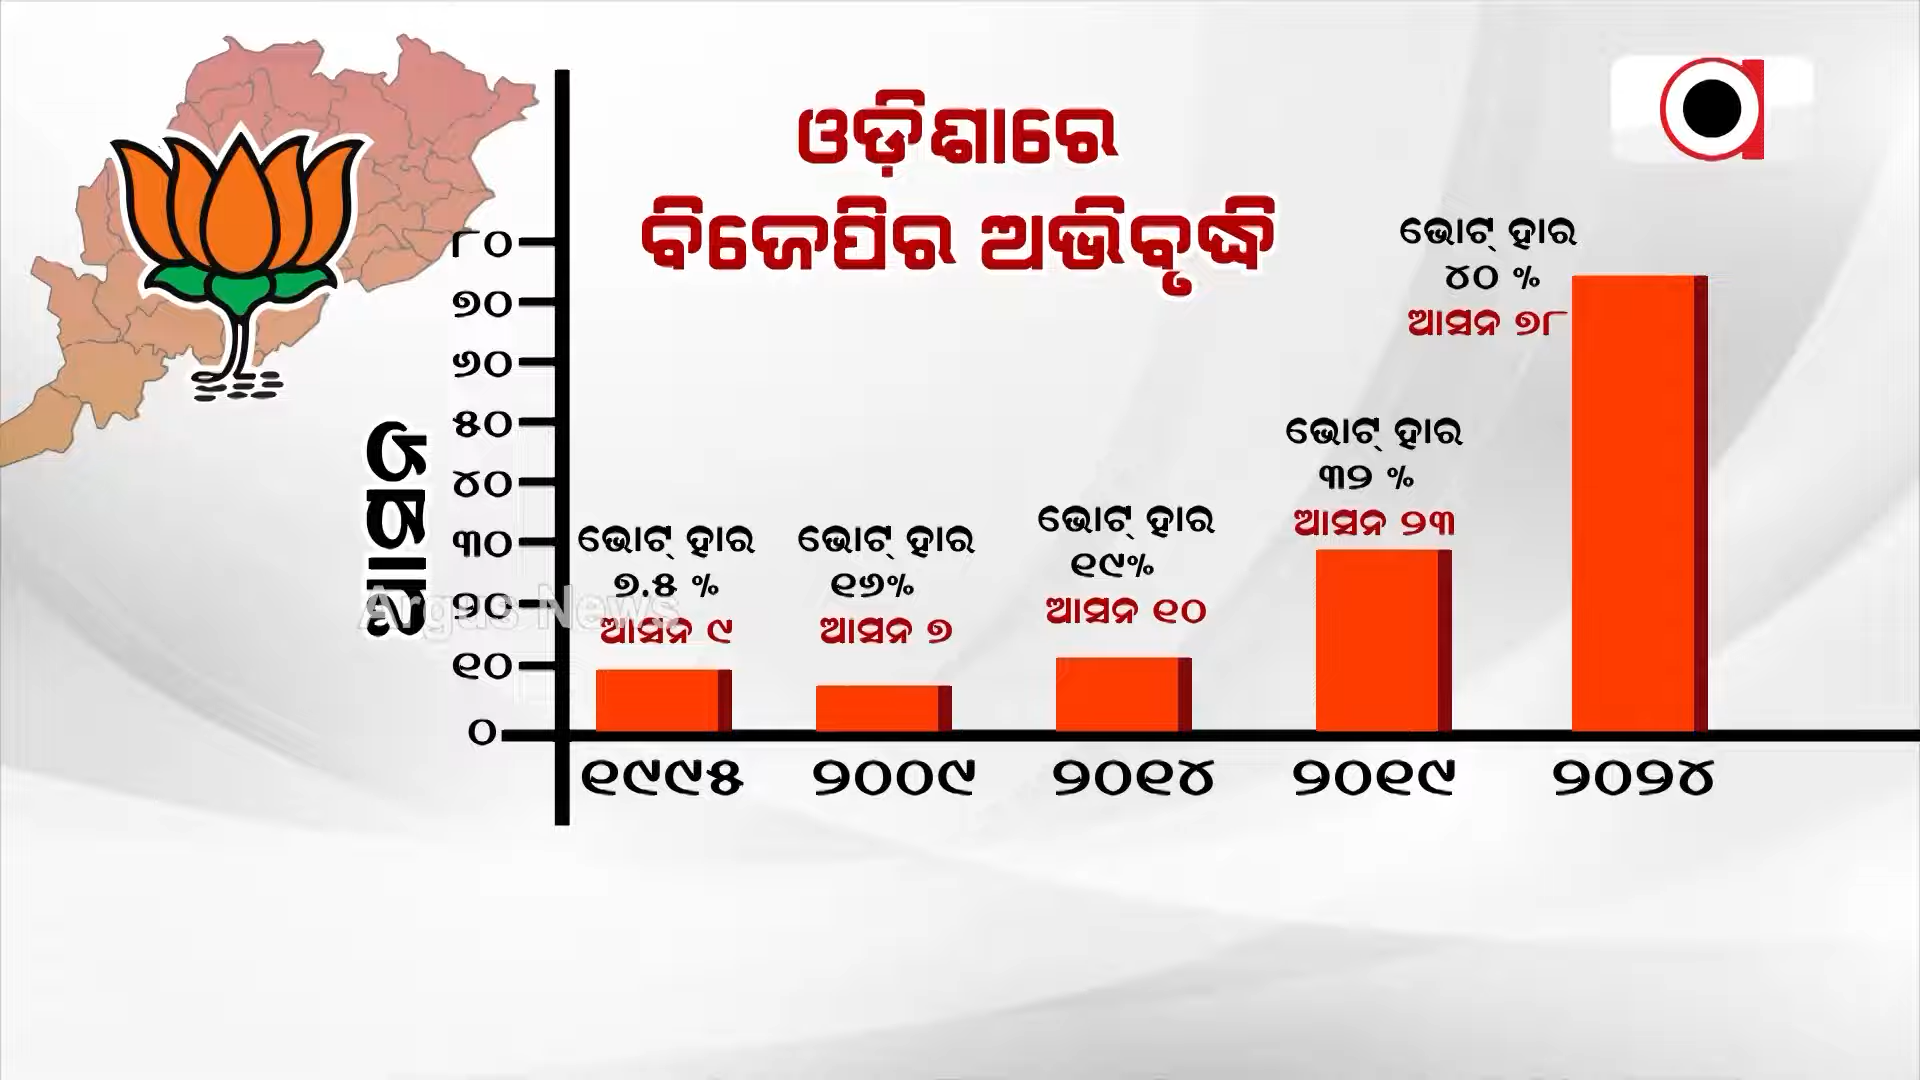 ଓଡ଼ିଶାରେ
ବିଜେପିର ଅଭିବୃଦ୍ଧି
ଆସନ
୮୦
୭୦
୬୦
୫୦
୪୦
୩୦
୨୦
୧୦
୦
ଭୋଟ୍ ହାର
୭.୫ %
ଆସନ ୯
ଭୋଟ୍ ହାର
୧୬%
ଆସନ ୭
ଭୋଟ୍ ହାର
୧୯%
ଆସନ ୧୦
ଭୋଟ୍ ହାର
୩୨ %
ଆସନ ୨୩
ଭୋଟ୍ ହାର
୪୦ %
ଆସନ ୭୮
୧୯୯୫
୨୦୦୯
୨୦୧୪
୨୦୧୯
୨୦୨୪
Argus News